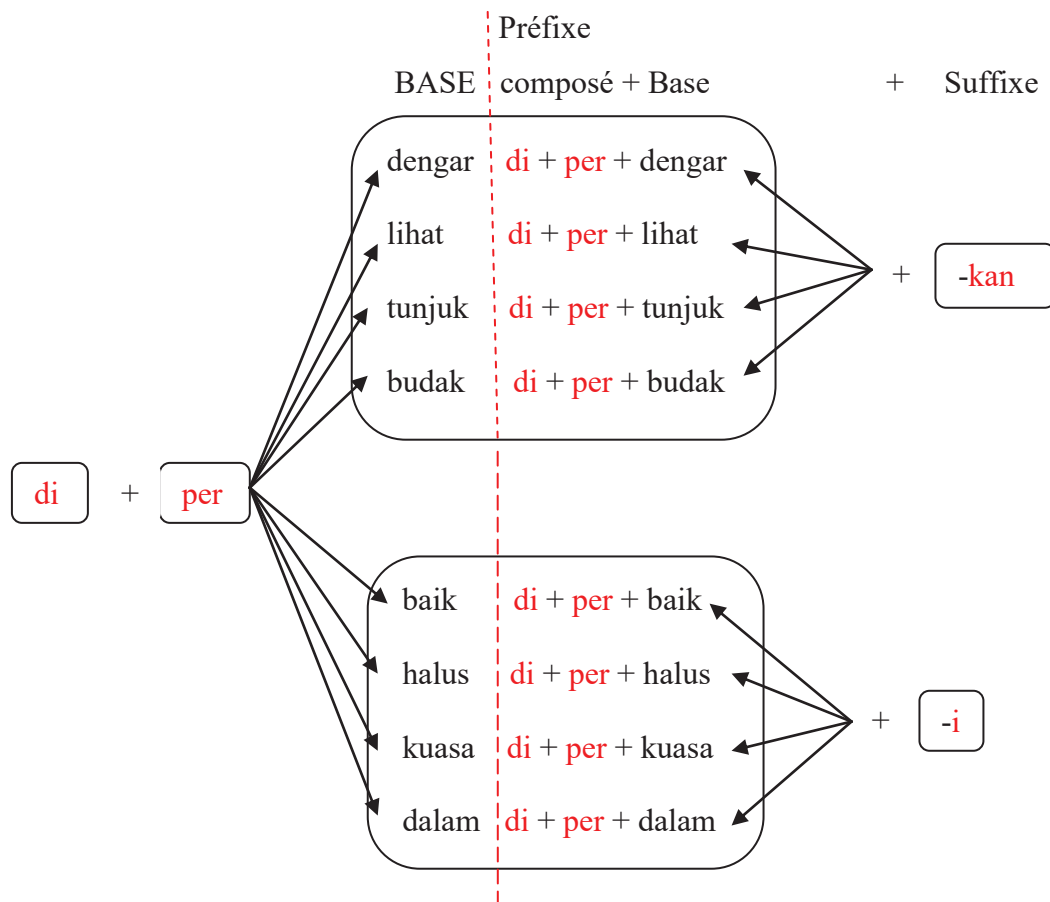 Préfixe
BASE composé + Base + Suffixe
dengar di + per + dengar
lihat di + per + lihat
+ -kan
tunjuk di + per + tunjuk
budak di + per + budak
di + per
baik di + per + baik
halus di + per + halus
+ -i
kuasa di + per + kuasa
dalam di + per + dalam